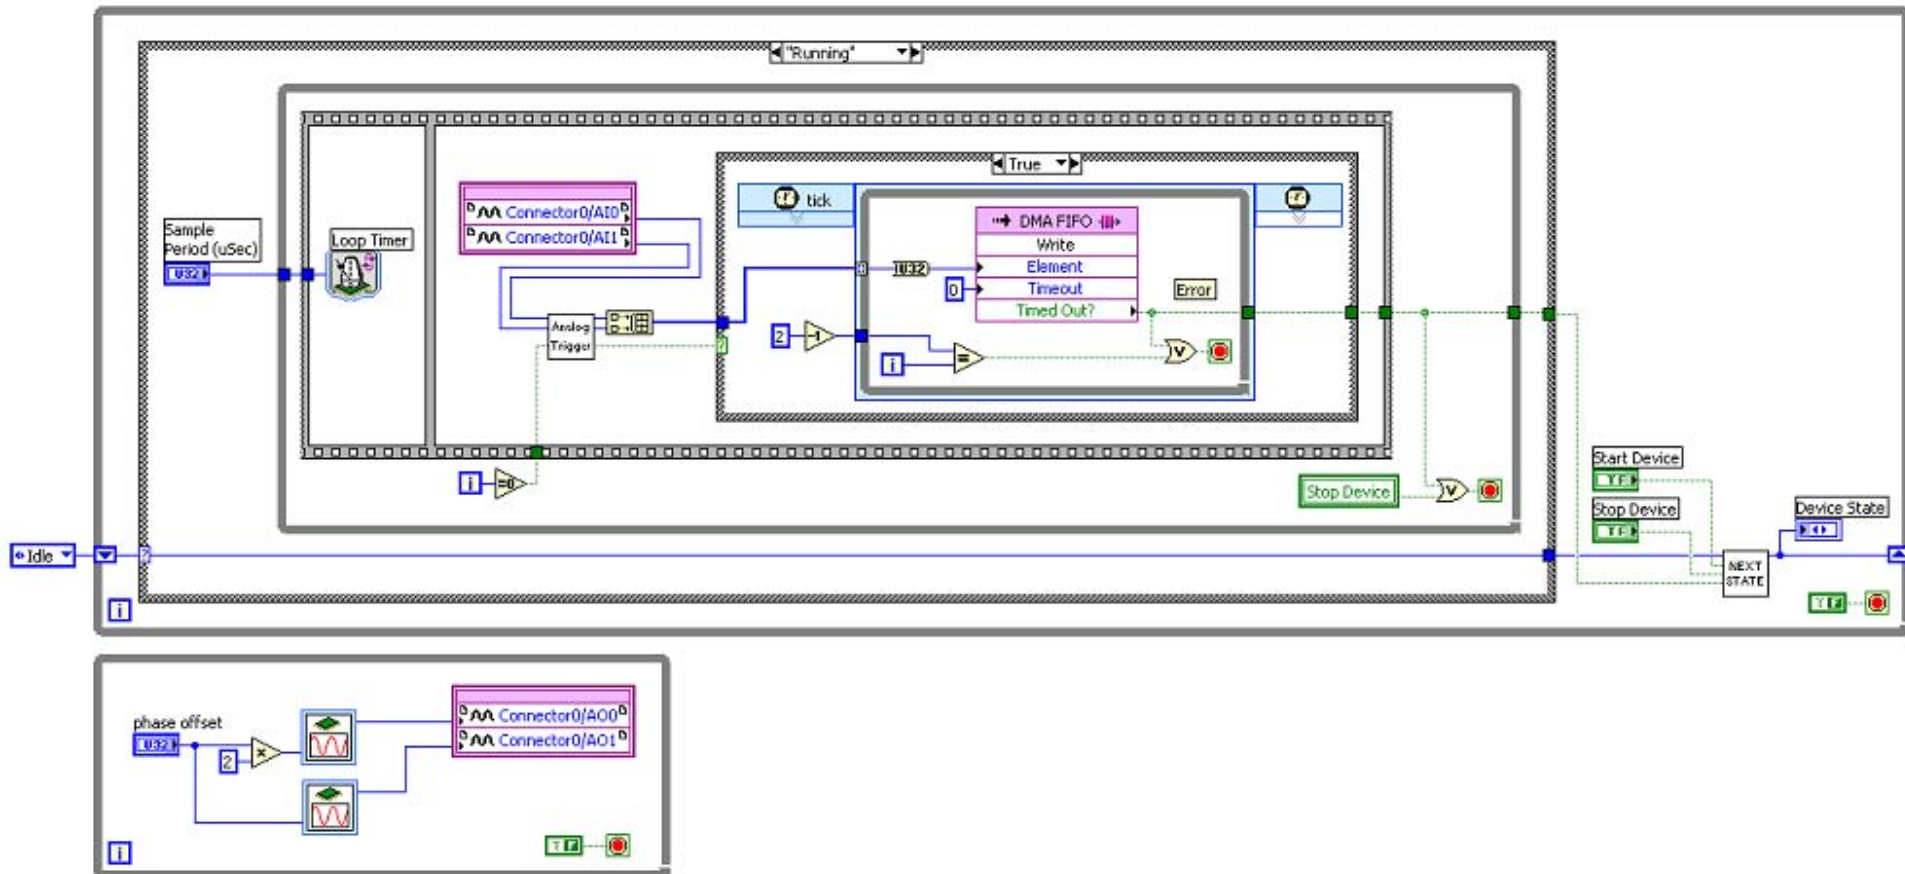 "Running"
True
Sample
Period (uSec)
U32
Loop Timer
Connector0/AI0
Connector0/AI1
Analog
Trigger
tick
DMA FIFO
Write
Element
Timeout
Timed Out?
U32
0
Error
2
-1
i
=
V
i
=0
Stop Device
V
Start Device
TF
Stop Device
TF
Device State
Idle
?
NEXT
STATE
i
T F
phase offset
U32
2
x
Connector0/AO0
Connector0/AO1
i
T F